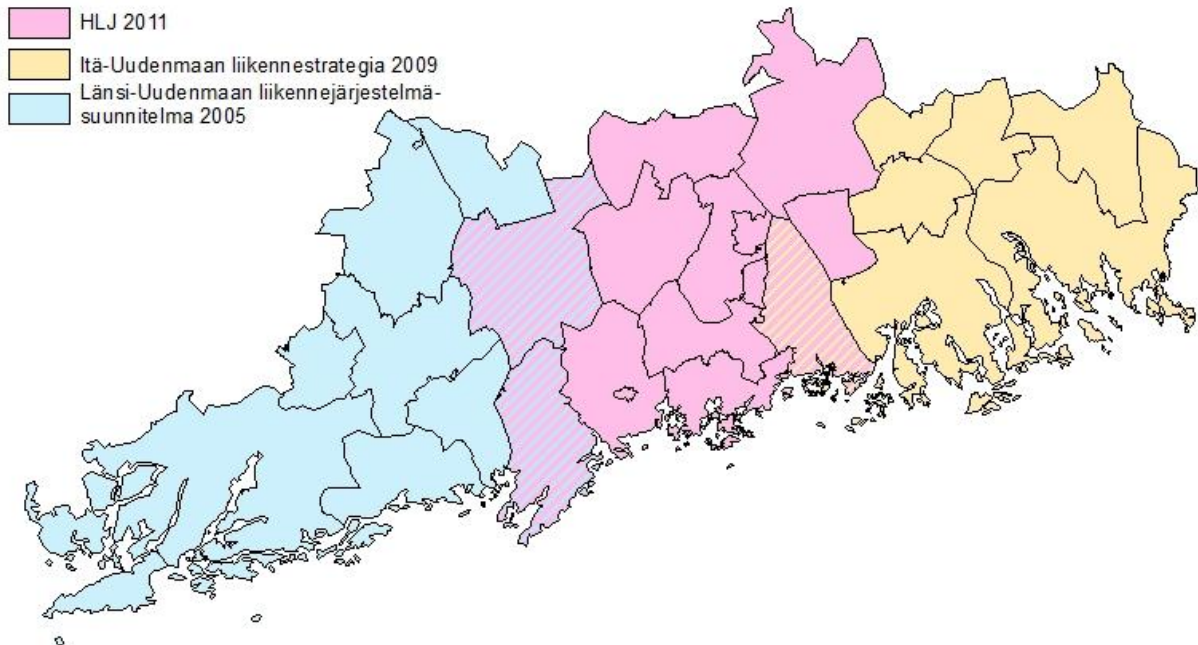 HLJ 2011
Itä-Uudenmaan liikennestrategia 2009
Länsi-Uudenmaan liikennejärjestelmä-
suunnitelma 2005